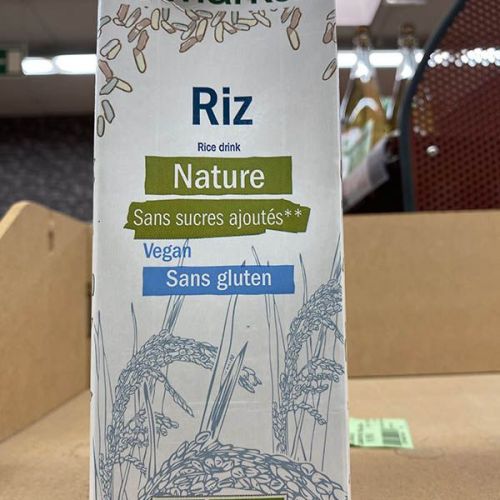 Riz
Rice drink
Nature
Sans sucres ajoutés**
Vegan
Sans gluten